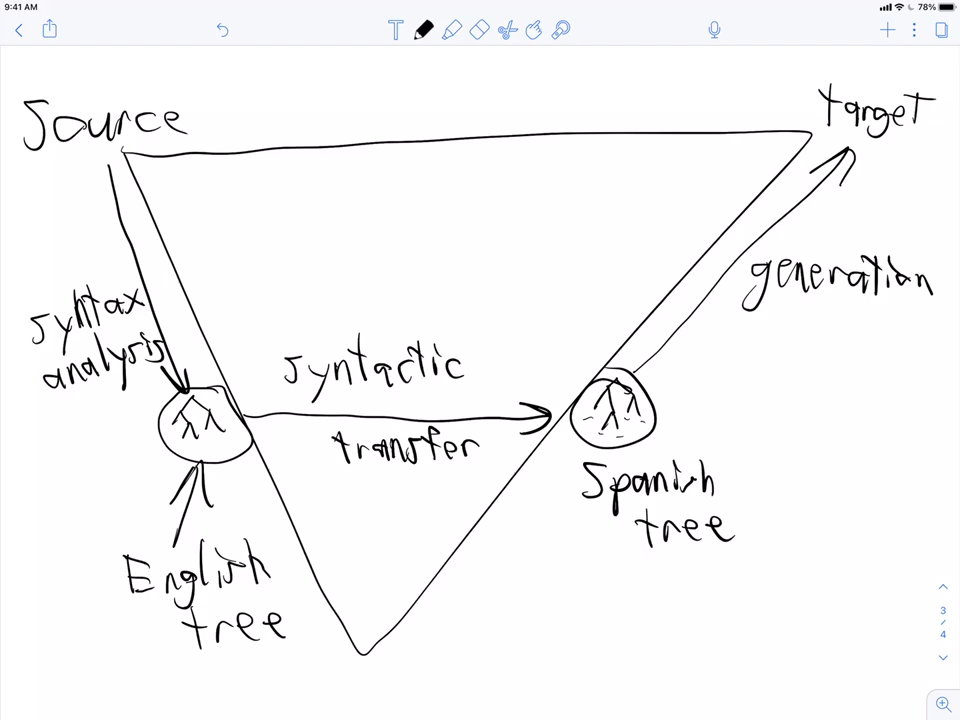 9:41 AM
78%
T
Source
target
syntax
analysis
syntactic
transfer
generation
English
tree
Spanish
tree
3
/
4